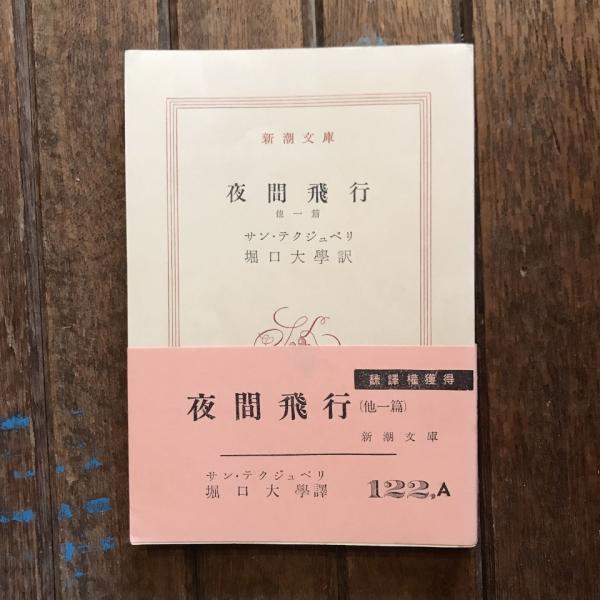 新潮文庫
夜間飛行
他一篇
サン・テクジュペリ
堀口大學訳
飜譯權獲得
夜間飛行(他一篇)
新潮文庫
サン・テクジュペリ
堀口大學譯
122,A